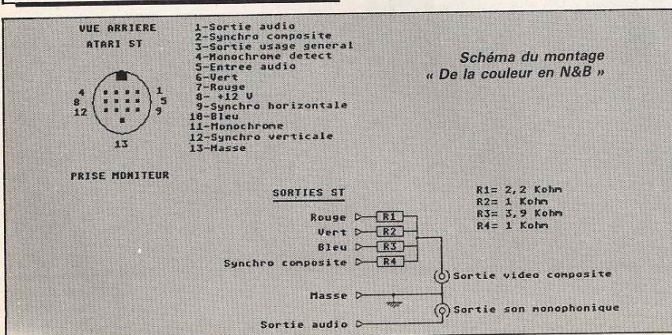 VUE ARRIERE
ATARI ST
4
8
12
1
5
9
13
PRISE MONITEUR
1-Sortie audio
2-Synchro composite
3-Sortie usage general
4-Monochrome detect
5-Entree audio
6-Vert
7-Rouge
8- +12 V
9-Synchro horizontale
10-Bleu
11-Monochrome
12-Synchro verticale
13-Masse
Schéma du montage
« De la couleur en N&B »
SORTIES ST
Rouge R1
Vert R2
Bleu R3
Synchro composite R4
Masse
Sortie audio
Sortie video composite
Sortie son monophonique
R1= 2,2 Kohm
R2= 1 Kohm
R3= 3,9 Kohm
R4= 1 Kohm